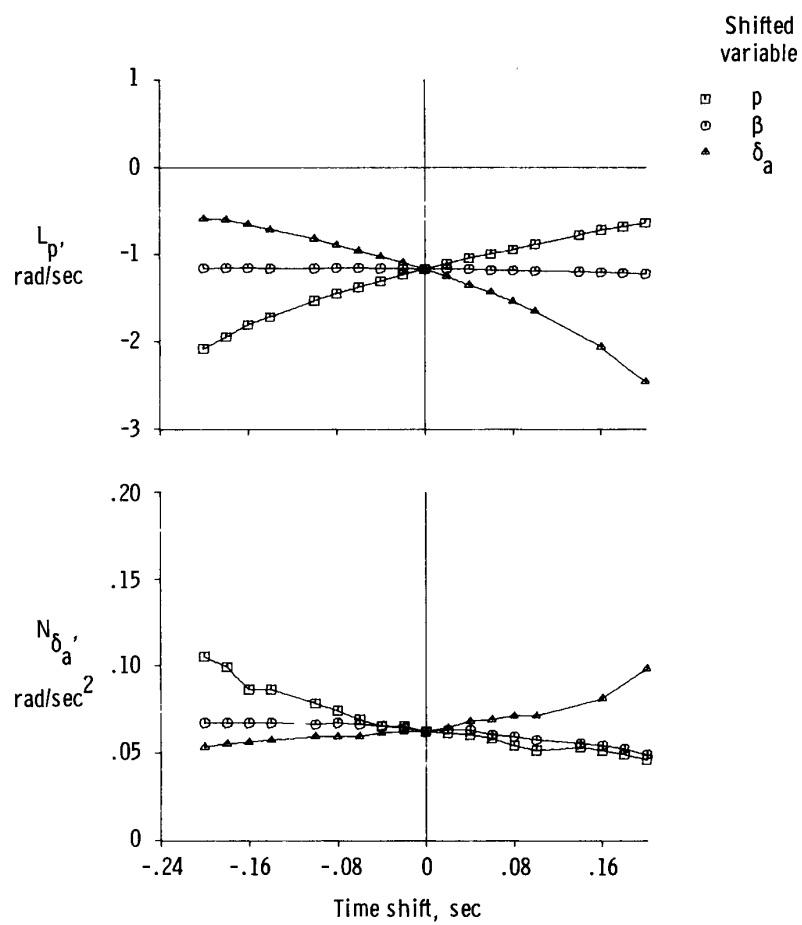 Shifted
variable
p
β
δa
1
0
-1
-2
-3
Lp,
rad/sec
.20
.15
.10
.05
0
Nδa,
rad/sec2
-.24 -.16 -.08 0 .08 .16
Time shift, sec